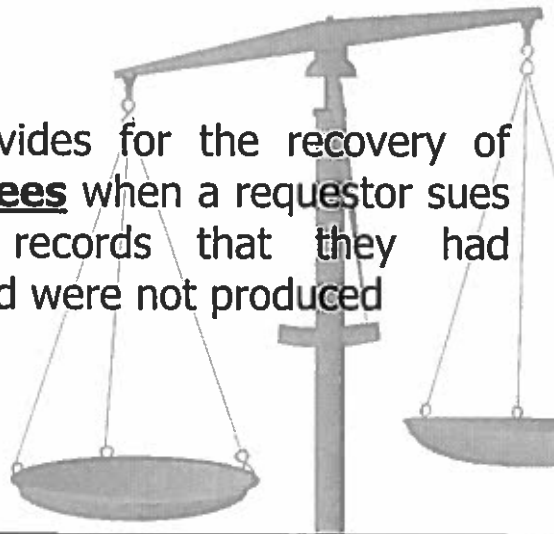 vides for the recovery of
ees when a requestor sues
records that they had
d were not produced